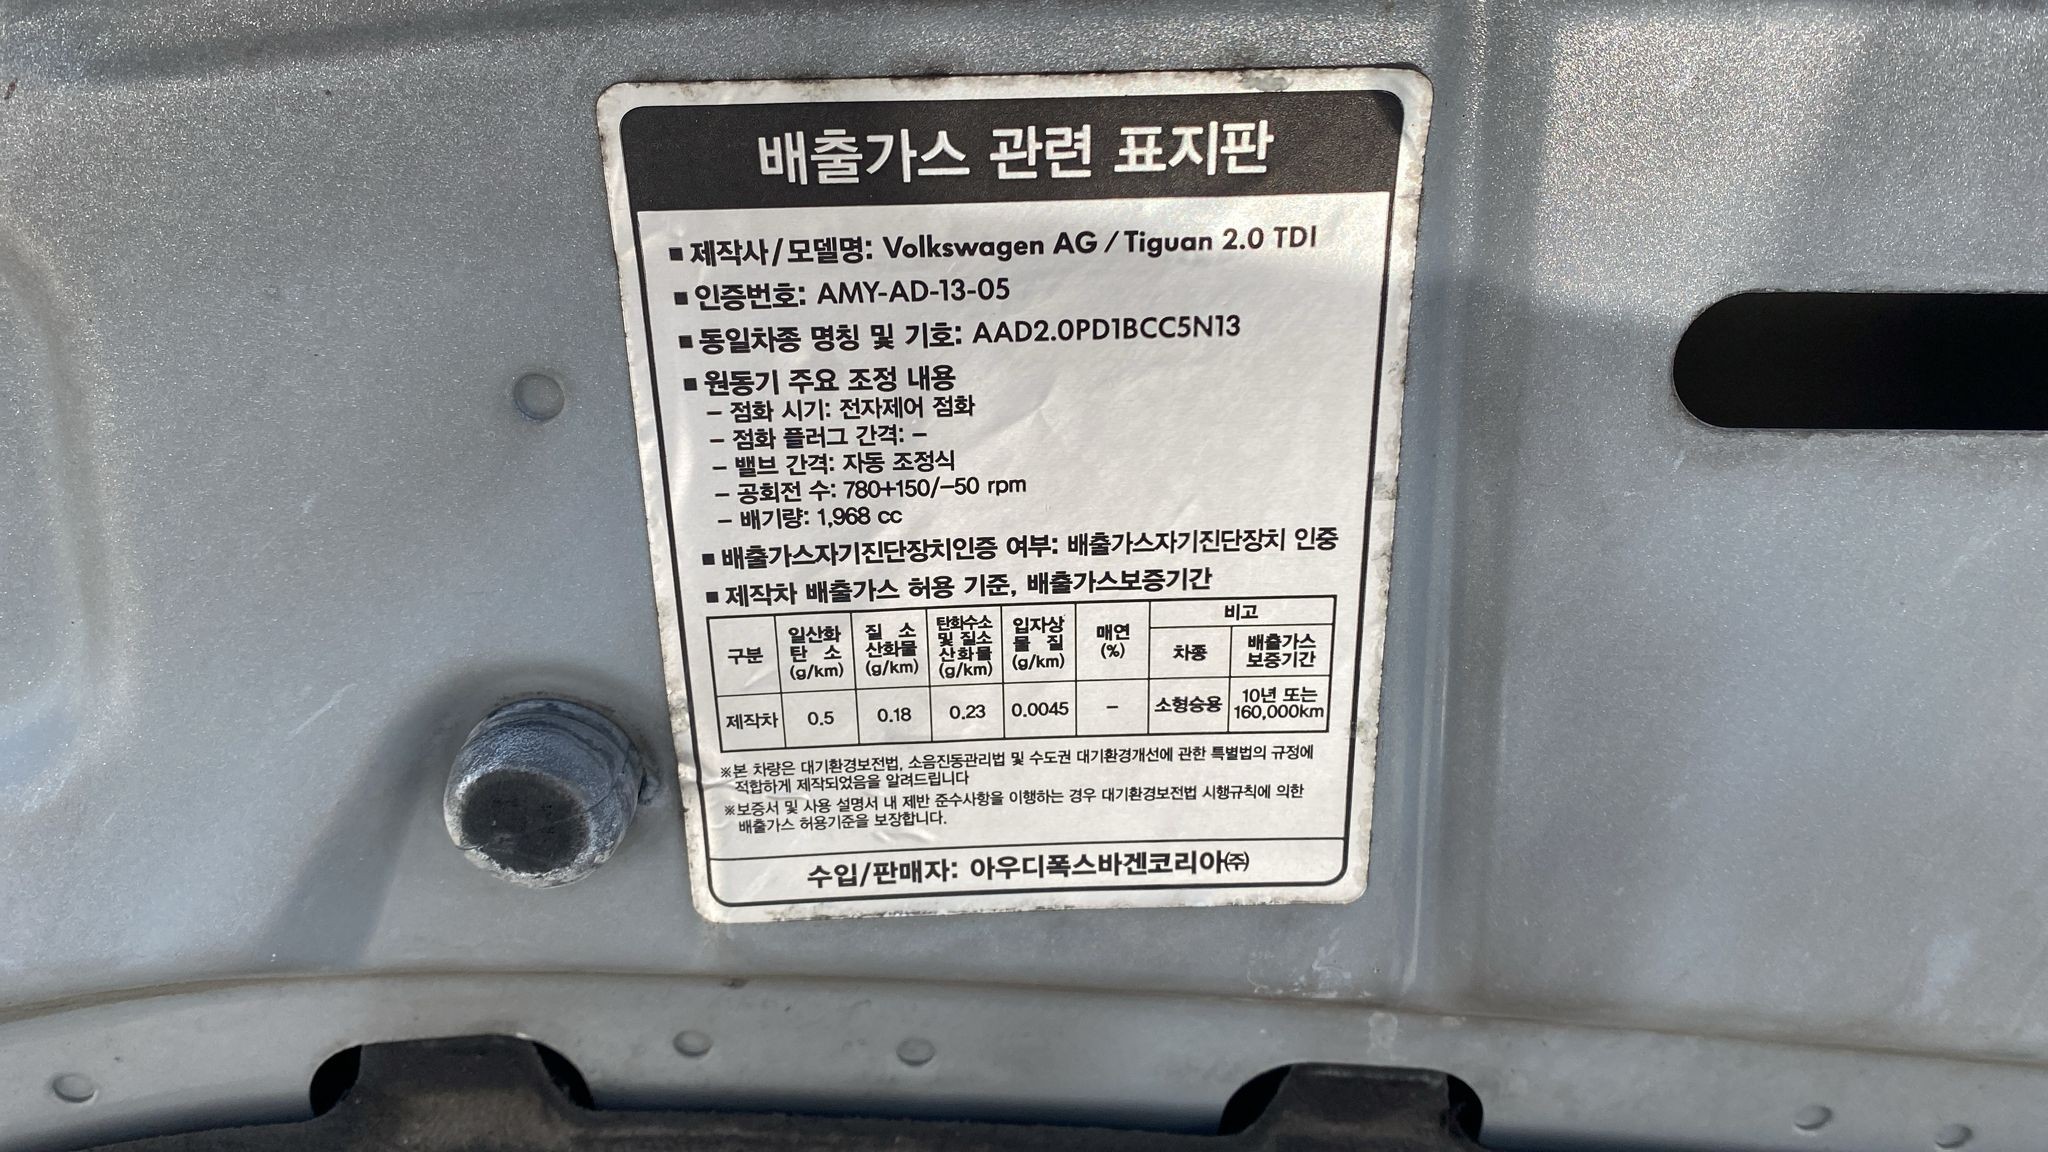 배출가스 관련 표지판
■ 제작사/모델명: Volkswagen AG / Tiguan 2.0 TDI
■ 인증번호: AMY-AD-13-05
■ 동일차종 명칭 및 기호: AAD2.0PD1BCC5N13
■ 원동기 주요 조정 내용
– 점화 시기: 전자제어 점화
– 점화 플러그 간격: –
– 밸브 간격: 자동 조정식
– 공회전 수: 780+150/–50 rpm
– 배기량: 1,968 cc
■ 배출가스자기진단장치인증 여부: 배출가스자기진단장치 인증
■ 제작차 배출가스 허용 기준, 배출가스보증기간
구분 일산화 탄 소 (g/km) 질 소 산화물 (g/km) 탄화수소 및 질소 산화물 (g/km) 입자상 물 질 (g/km) 매연 (%) 비고 차종 배출가스 보증기간
제작차 0.5 0.18 0.23 0.0045 – 소형승용 10년 또는 160,000km
※본 차량은 대기환경보전법, 소음진동관리법 및 수도권 대기환경개선에 관한 특별법의 규정에
적합하게 제작되었음을 알려드립니다
※보증서 및 사용 설명서 내 제반 준수사항을 이행하는 경우 대기환경보전법 시행규칙에 의한
배출가스 허용기준을 보장합니다.
수입/판매자: 아우디폭스바겐코리아㈜